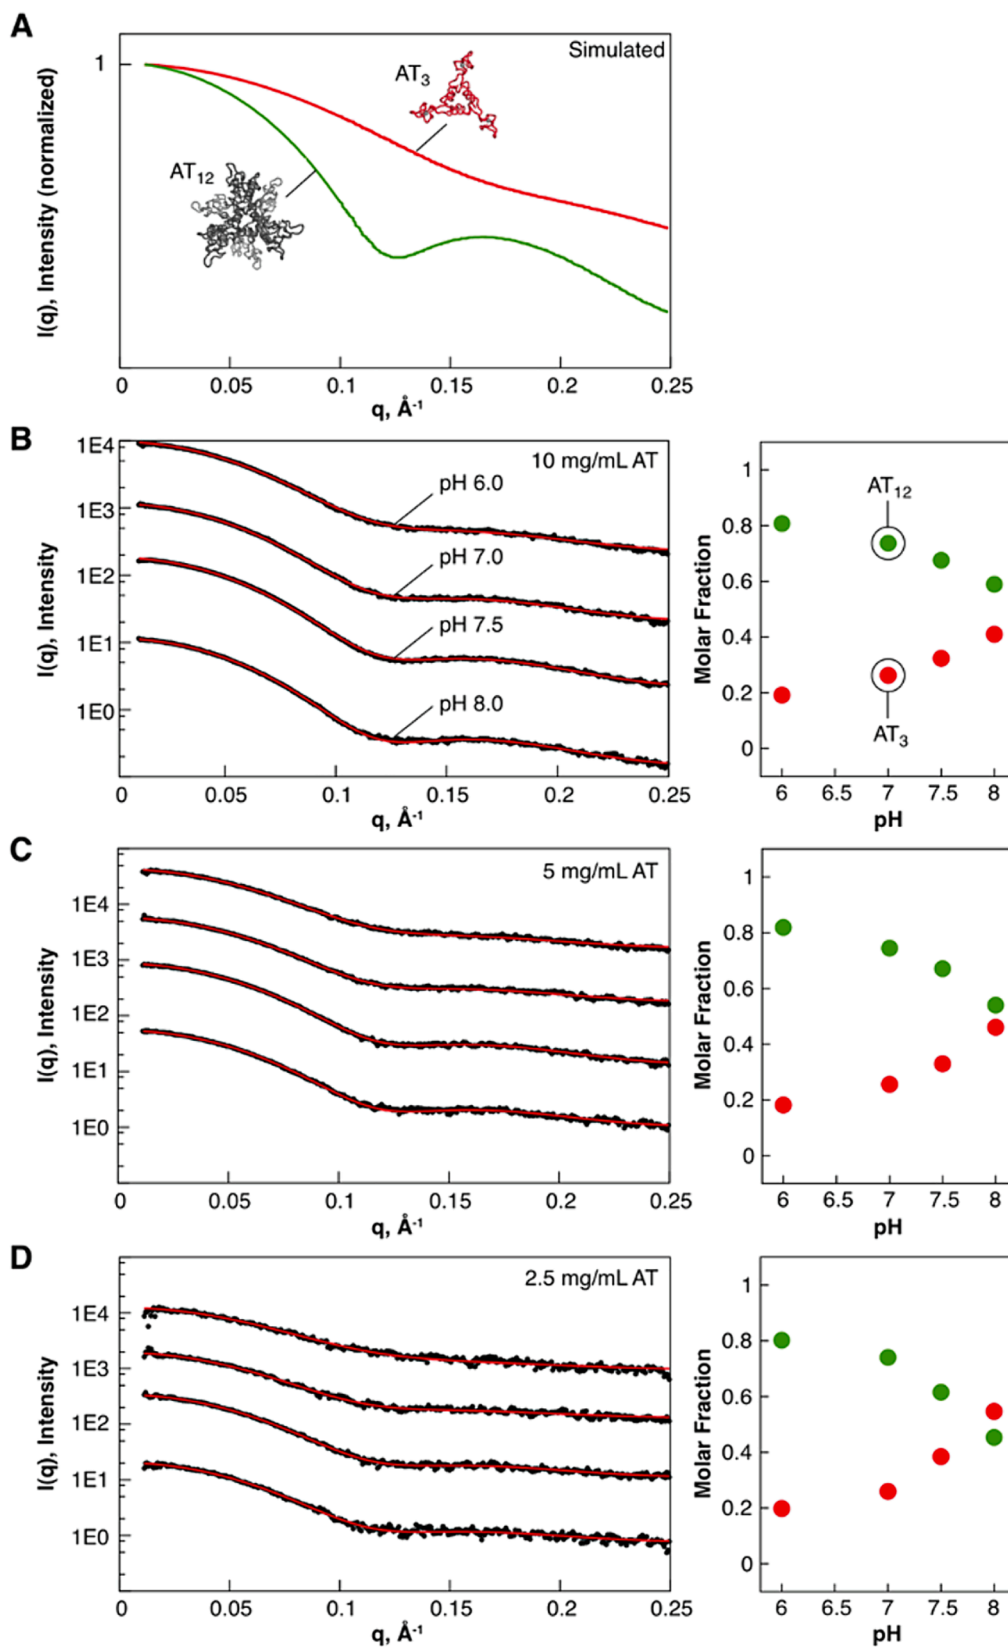 A
Simulated
1
AT3
AT12
I(q), Intensity (normalized)
0 0.05 0.1 0.15 0.2 0.25
q, Å-1
B
10 mg/mL AT
1E4
1E3
1E2
1E1
1E0
pH 6.0
pH 7.0
pH 7.5
pH 8.0
I(q), Intensity
0 0.05 0.1 0.15 0.2 0.25
q, Å-1
1
0.8
0.6
0.4
0.2
0
AT12
AT3
Molar Fraction
6 6.5 7 7.5 8
pH
C
5 mg/mL AT
1E4
1E3
1E2
1E1
1E0
I(q), Intensity
0 0.05 0.1 0.15 0.2 0.25
q, Å-1
1
0.8
0.6
0.4
0.2
0
Molar Fraction
6 6.5 7 7.5 8
pH
D
2.5 mg/mL AT
1E4
1E3
1E2
1E1
1E0
I(q), Intensity
0 0.05 0.1 0.15 0.2 0.25
q, Å-1
1
0.8
0.6
0.4
0.2
0
Molar Fraction
6 6.5 7 7.5 8
pH